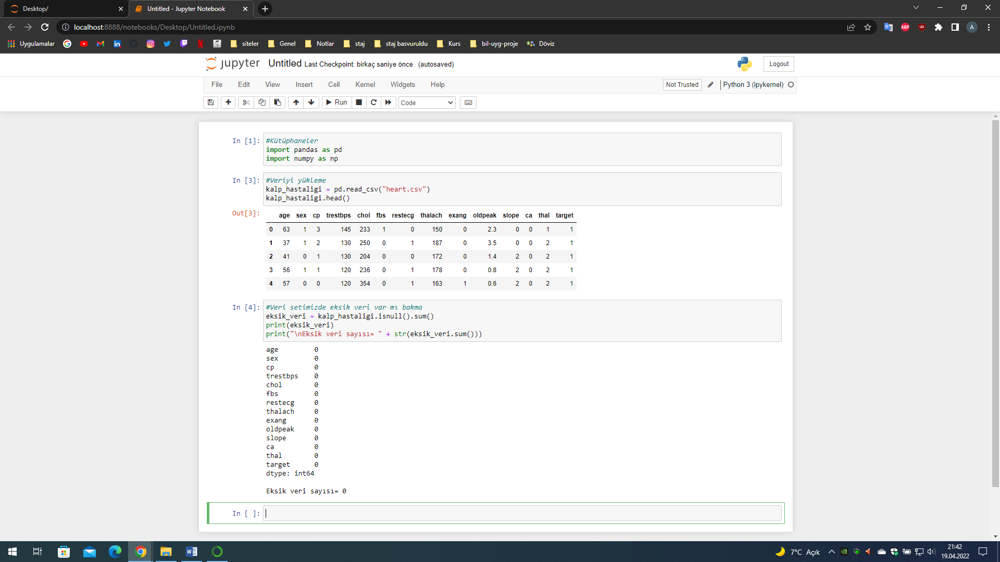 Desktop/
Untitled - Jupyter Notebook
localhost:8888/notebooks/Desktop/Untitled.ipynb
ABP
A
Uygulamalar
siteler
Genel
Notlar
staj
staj basvuruldu
Kurs
bil-uyg-proje
Döviz
jupyter Untitled Last Checkpoint: birkaç saniye önce (autosaved)
Logout
File Edit View Insert Cell Kernel Widgets Help
Not Trusted
Python 3 (ipykernel)
Run
Code
In [1]: #Kütüphaneler
import pandas as pd
import numpy as np
In [3]: #Veriyi yükleme
kalp_hastaligi = pd.read_csv("heart.csv")
kalp_hastaligi.head()
Out[3]:
age sex cp trestbps chol fbs restecg thalach exang oldpeak slope ca thal target
0 63 1 3 145 233 1 0 150 0 2.3 0 0 1 1
1 37 1 2 130 250 0 1 187 0 3.5 0 0 2 1
2 41 0 1 130 204 0 0 172 0 1.4 2 0 2 1
3 56 1 1 120 236 0 1 178 0 0.8 2 0 2 1
4 57 0 0 120 354 0 1 163 1 0.6 2 0 2 1
In [4]: #Veri setimizde eksik veri var mı bakma
eksik_veri = kalp_hastaligi.isnull().sum()
print(eksik_veri)
print("\nEksik veri sayısı= " + str(eksik_veri.sum()))
age 0
sex 0
cp 0
trestbps 0
chol 0
fbs 0
restecg 0
thalach 0
exang 0
oldpeak 0
slope 0
ca 0
thal 0
target 0
dtype: int64
Eksik veri sayısı= 0
In [ ]:
7°C Açık
21:42
19.04.2022